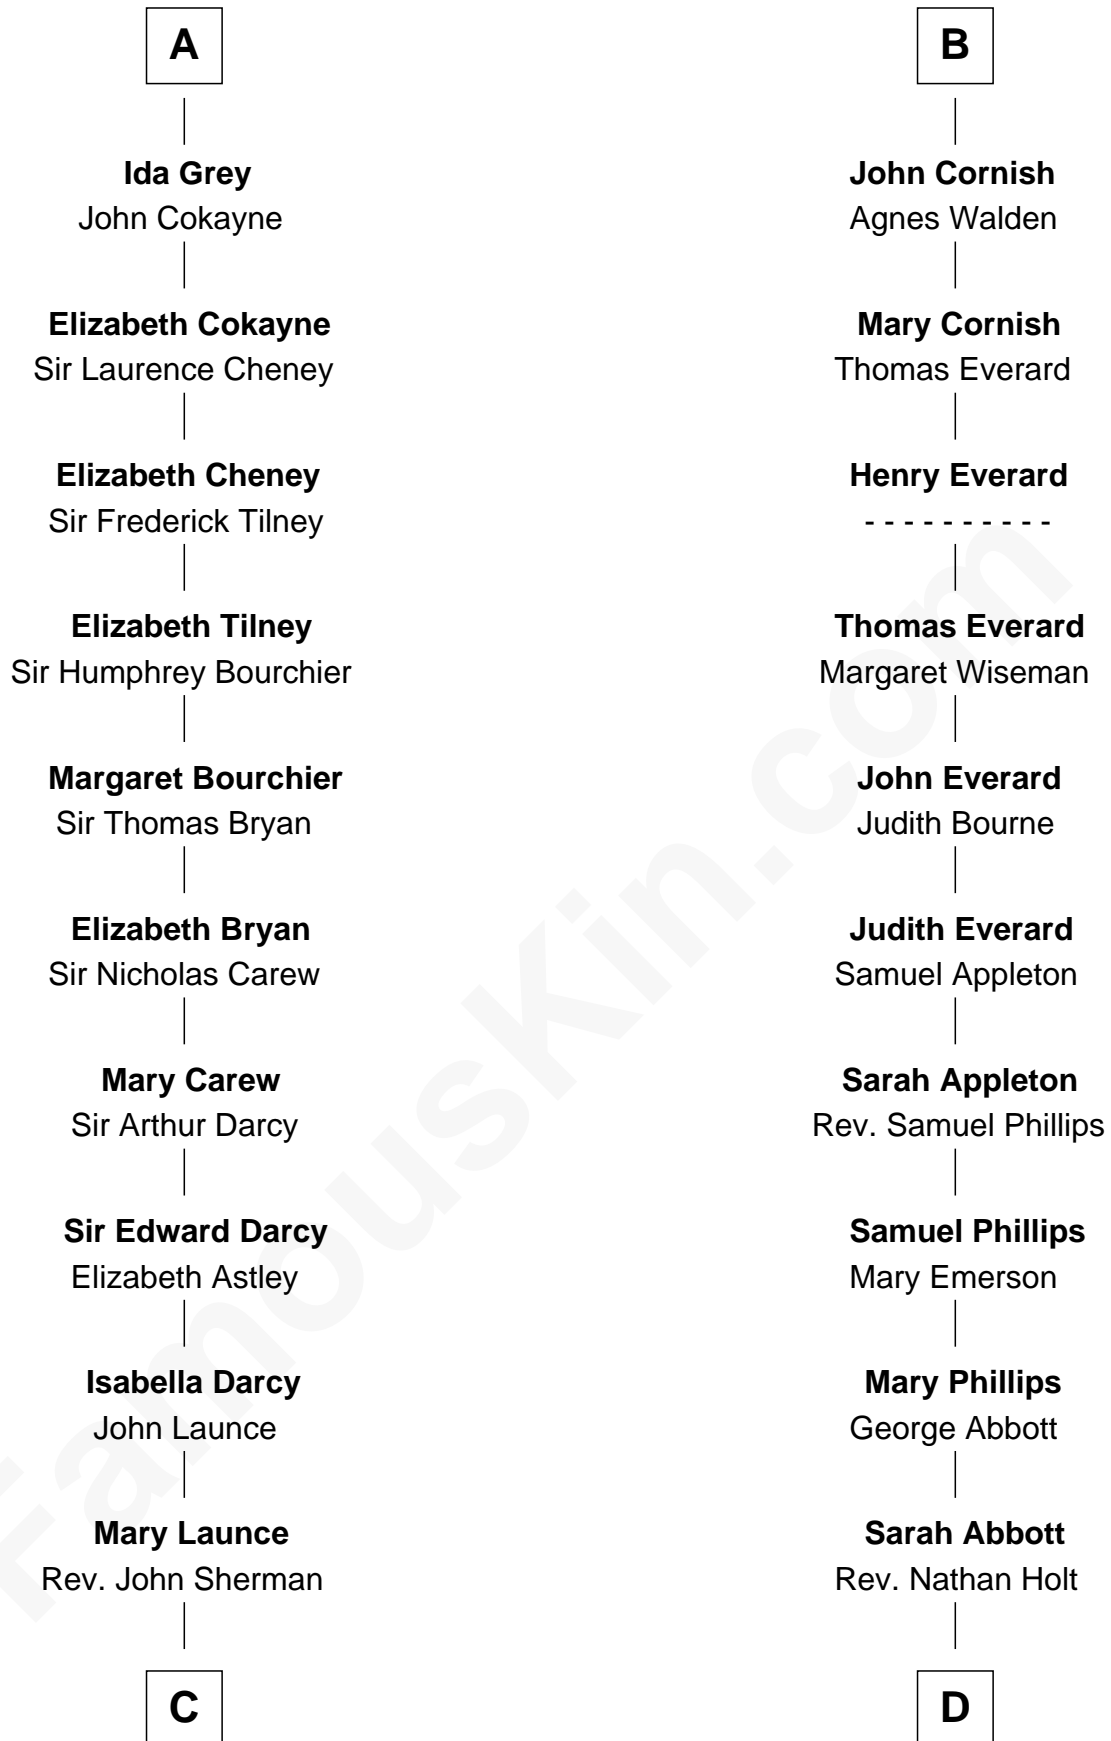 A
Ida Grey
John Cokayne
Elizabeth Cokayne
Sir Laurence Cheney
Elizabeth Cheney
Sir Frederick Tilney
Elizabeth Tilney
Sir Humphrey Bourchier
Margaret Bourchier
Sir Thomas Bryan
Elizabeth Bryan
Sir Nicholas Carew
Mary Carew
Sir Arthur Darcy
Sir Edward Darcy
Elizabeth Astley
Isabella Darcy
John Launce
Mary Launce
Rev. John Sherman
C
B
John Cornish
Agnes Walden
Mary Cornish
Thomas Everard
Henry Everard
- - - - - - - - - -
Thomas Everard
Margaret Wiseman
John Everard
Judith Bourne
Judith Everard
Samuel Appleton
Sarah Appleton
Rev. Samuel Phillips
Samuel Phillips
Mary Emerson
Mary Phillips
George Abbott
Sarah Abbott
Rev. Nathan Holt
D
FamousKin.com